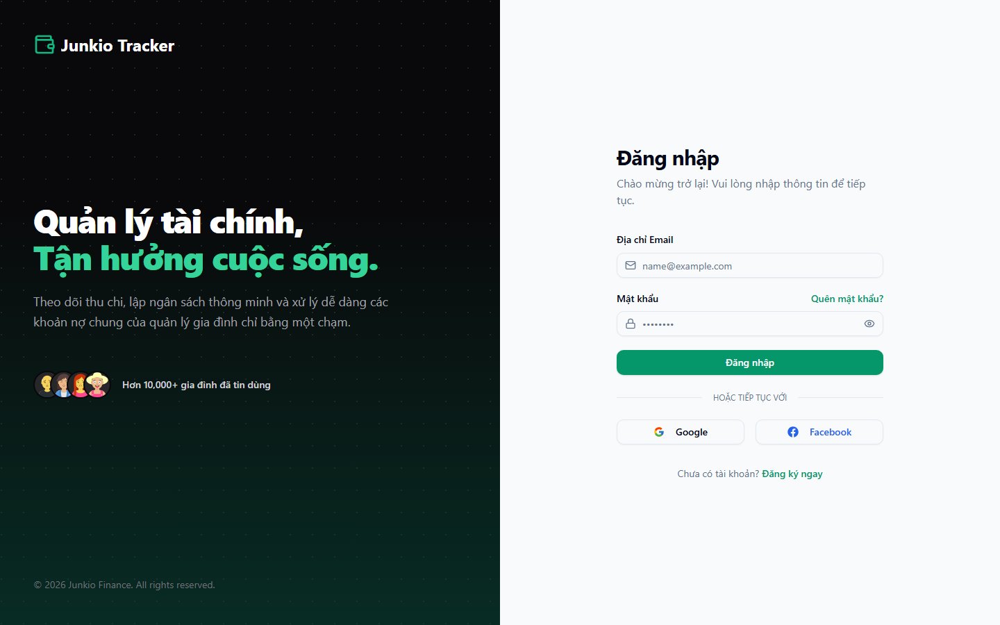 Junkio Tracker
Quản lý tài chính,
Tận hưởng cuộc sống.
Theo dõi thu chi, lập ngân sách thông minh và xử lý dễ dàng các
khoản nợ chung của quản lý gia đình chỉ bằng một chạm.
Hơn 10,000+ gia đình đã tin dùng
© 2026 Junkio Finance. All rights reserved.
Đăng nhập
Chào mừng trở lại! Vui lòng nhập thông tin để tiếp
tục.
Địa chỉ Email
name@example.com
Mật khẩu
Quên mật khẩu?
••••••••
Đăng nhập
HOẶC TIẾP TỤC VỚI
Google
Facebook
Chưa có tài khoản? Đăng ký ngay